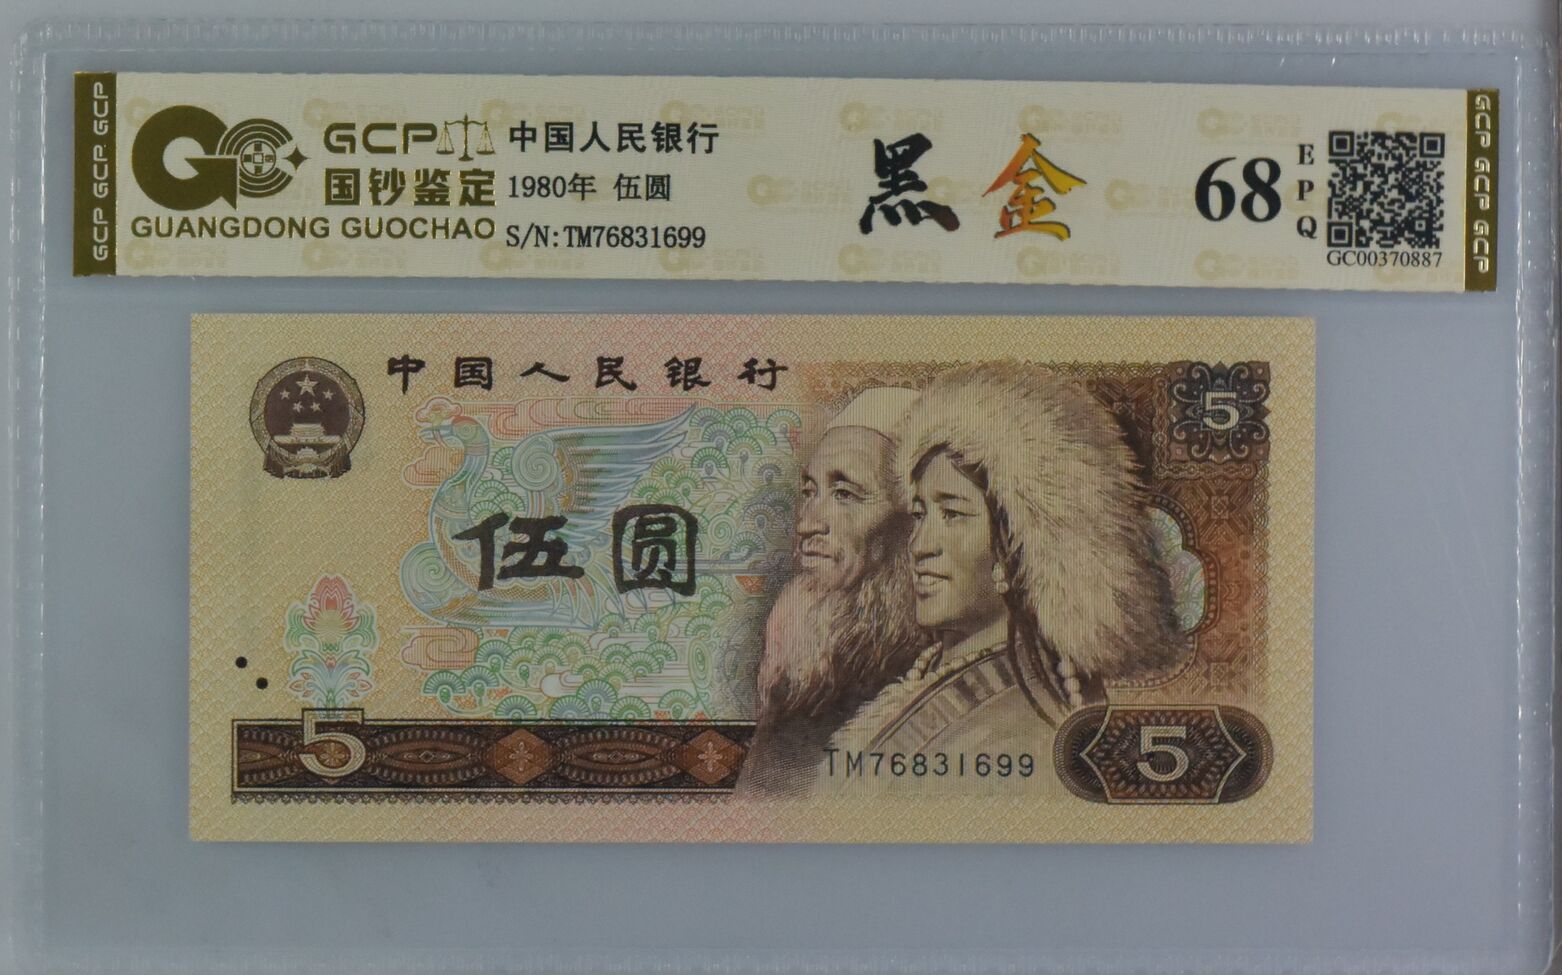 GCP GCP GCP
GC
GCP
国钞鉴定
GUANGDONG GUOCHAO
中国人民银行
1980年 伍圆
S/N:TM76831699
黑金
68
EPQ
GC00370887
GCP GCP GCP
中国人民银行
5
伍圆
5
TM76831699
5